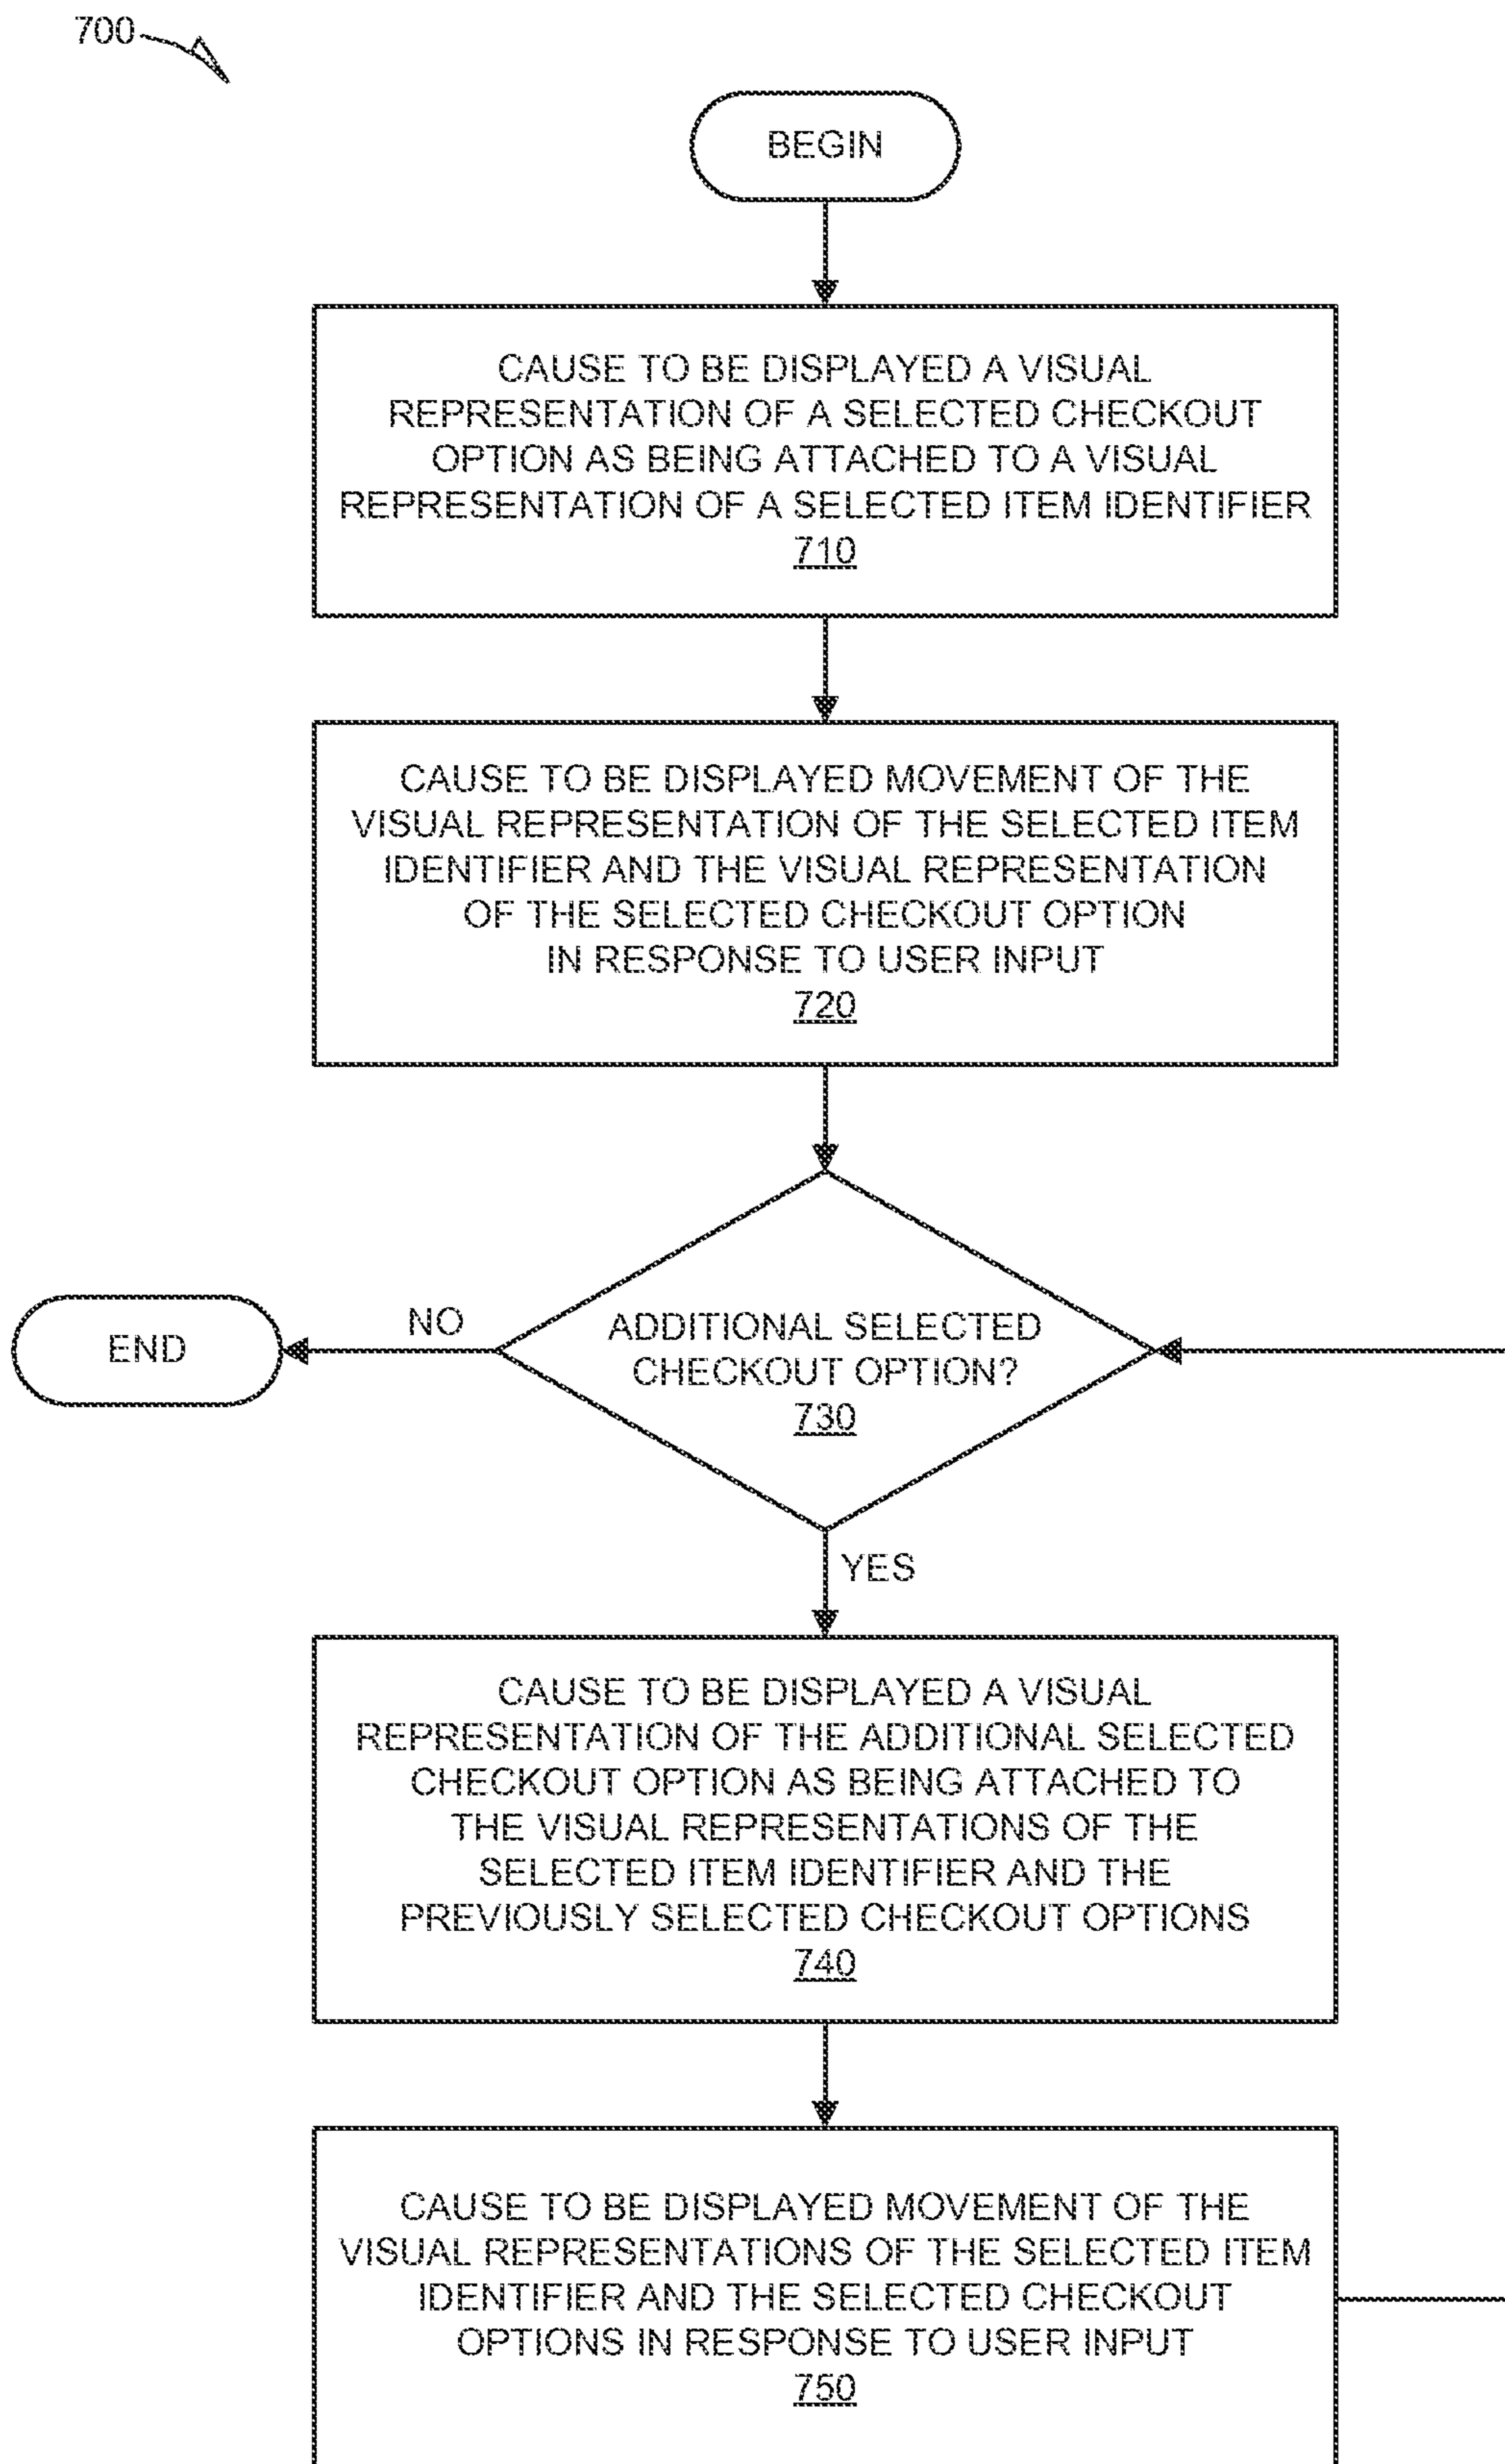 700
BEGIN
CAUSE TO BE DISPLAYED A VISUAL
REPRESENTATION OF A SELECTED CHECKOUT
OPTION AS BEING ATTACHED TO A VISUAL
REPRESENTATION OF A SELECTED ITEM IDENTIFIER
710
CAUSE TO BE DISPLAYED MOVEMENT OF THE
VISUAL REPRESENTATION OF THE SELECTED ITEM
IDENTIFIER AND THE VISUAL REPRESENTATION
OF THE SELECTED CHECKOUT OPTION
IN RESPONSE TO USER INPUT
720
END
NO
ADDITIONAL SELECTED
CHECKOUT OPTION?
730
YES
CAUSE TO BE DISPLAYED A VISUAL
REPRESENTATION OF THE ADDITIONAL SELECTED
CHECKOUT OPTION AS BEING ATTACHED TO
THE VISUAL REPRESENTATIONS OF THE
SELECTED ITEM IDENTIFIER AND THE
PREVIOUSLY SELECTED CHECKOUT OPTIONS
740
CAUSE TO BE DISPLAYED MOVEMENT OF THE
VISUAL REPRESENTATIONS OF THE SELECTED ITEM
IDENTIFIER AND THE SELECTED CHECKOUT
OPTIONS IN RESPONSE TO USER INPUT
750